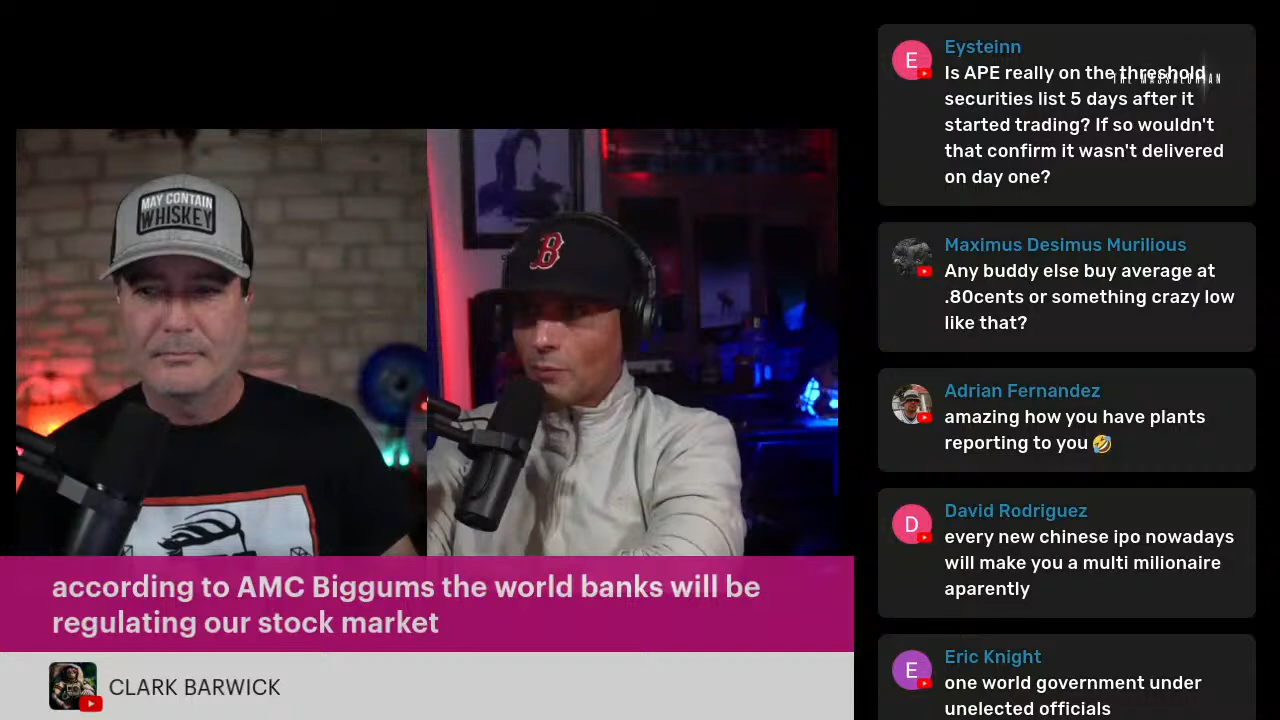 MAY CONTAIN
WHISKEY
B
according to AMC Biggums the world banks will be
regulating our stock market
CLARK BARWICK
E
Eysteinn
Is APE really on the threshold
securities list 5 days after it
started trading? If so wouldn't
that confirm it wasn't delivered
on day one?
Maximus Desimus Murilious
Any buddy else buy average at
.80cents or something crazy low
like that?
Adrian Fernandez
amazing how you have plants
reporting to you 🤣
D
David Rodriguez
every new chinese ipo nowadays
will make you a multi milionaire
aparently
E
Eric Knight
one world government under
unelected officials